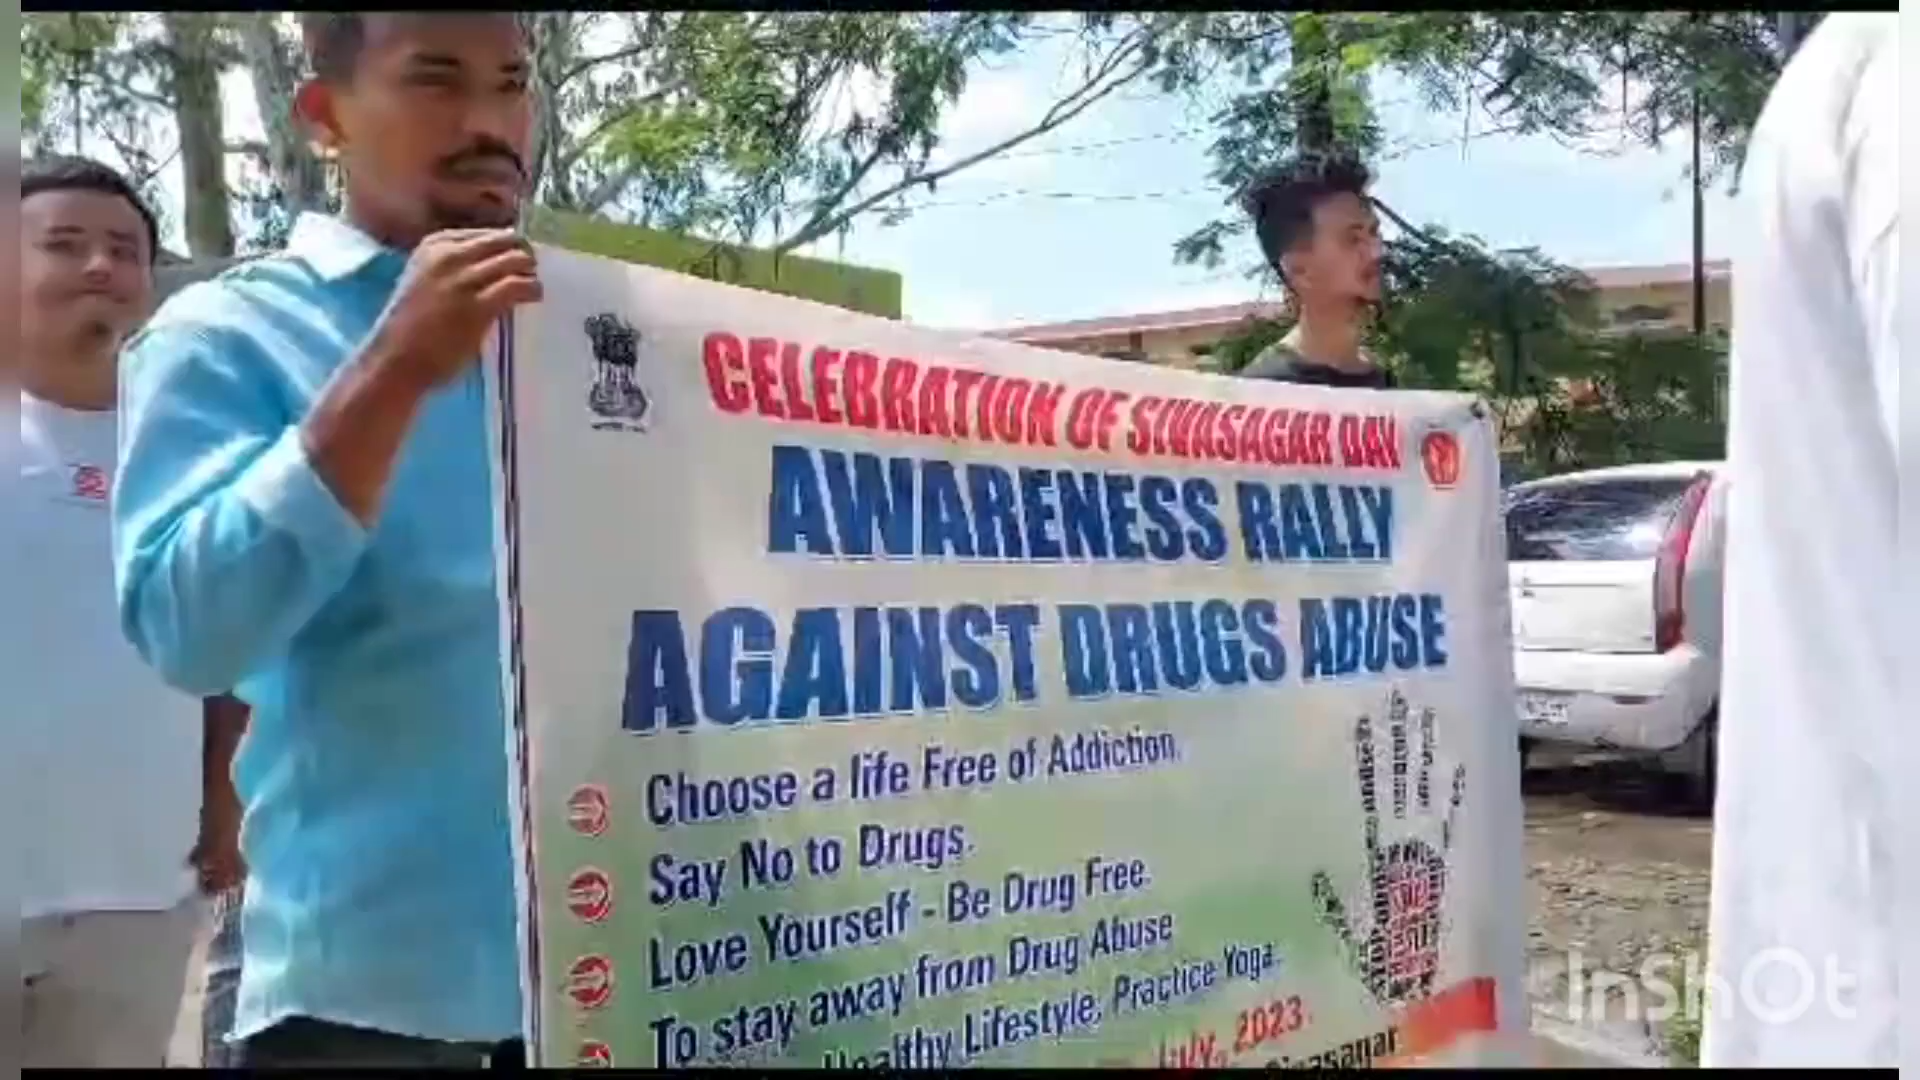 CELEBRATION OF SIVASAGAR DAY
AWARENESS RALLY
AGAINST DRUGS ABUSE
Choose a life Free of Addiction.
Say No to Drugs.
Love Yourself - Be Drug Free.
To stay away from Drug Abuse
Healthy Lifestyle, Practice Yoga.
July, 2023.
Sivasagar
InShOt